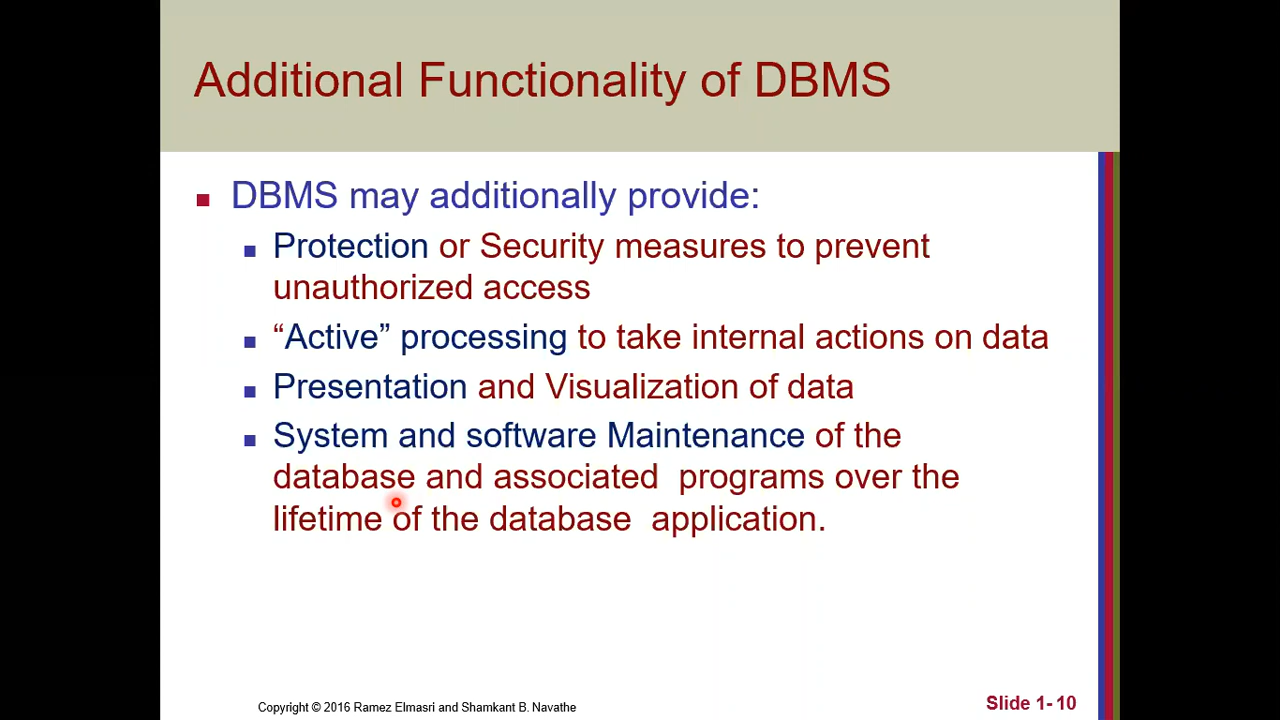 Additional Functionality of DBMS
DBMS may additionally provide:
Protection or Security measures to prevent
unauthorized access
“Active” processing to take internal actions on data
Presentation and Visualization of data
System and software Maintenance of the
database and associated programs over the
lifetime of the database application.
Copyright © 2016 Ramez Elmasri and Shamkant B. Navathe
Slide 1- 10